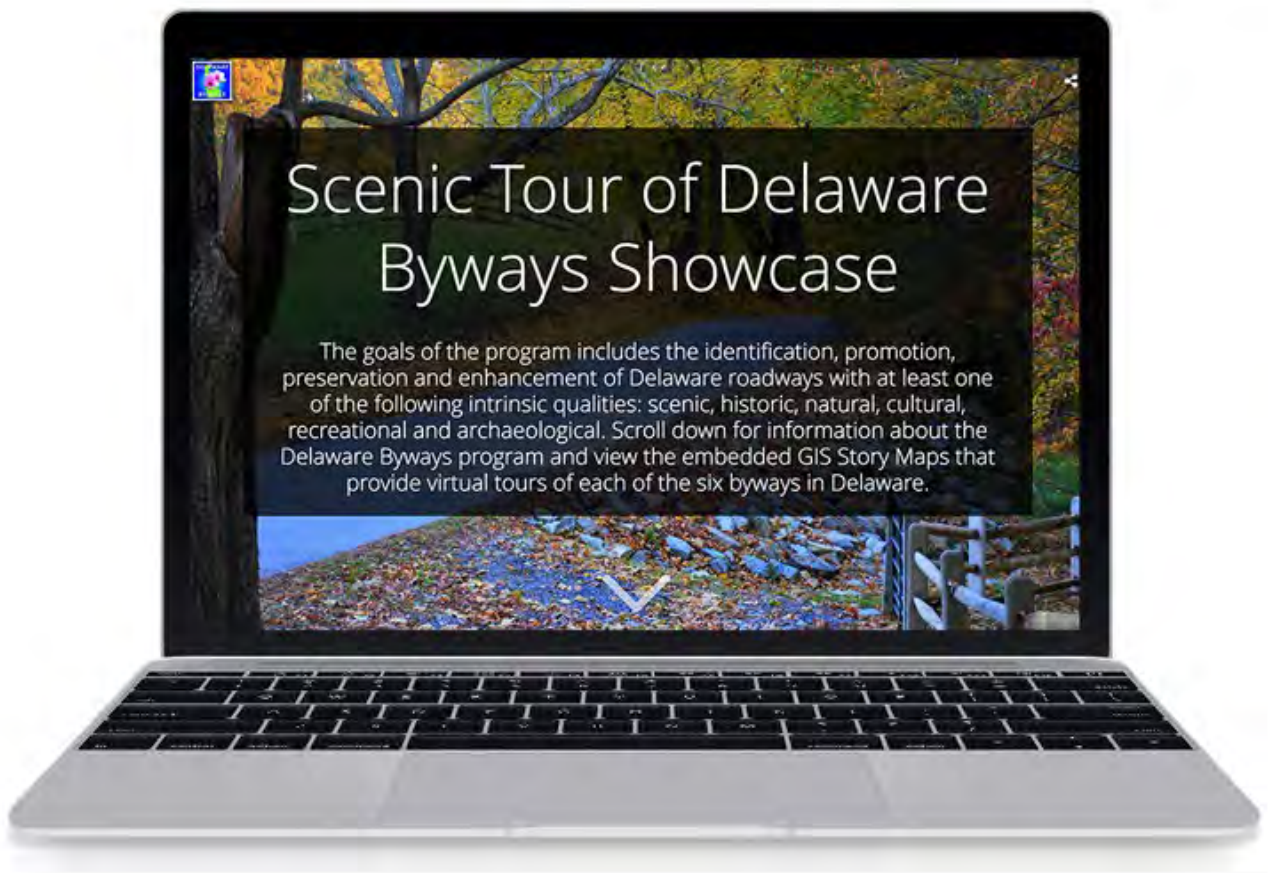 Scenic Tour of Delaware
Byways Showcase
The goals of the program includes the identification, promotion,
preservation and enhancement of Delaware roadways with at least one
of the following intrinsic qualities: scenic, historic, natural, cultural,
recreational and archaeological. Scroll down for information about the
Delaware Byways program and view the embedded GIS Story Maps that
provide virtual tours of each of the six byways in Delaware.